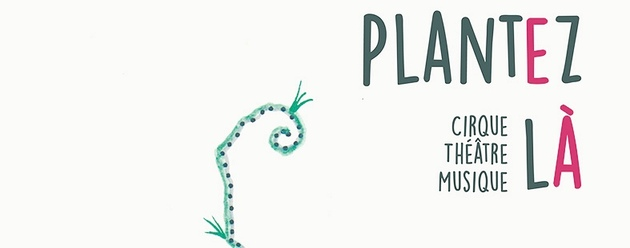 PLANTEZ
LÀ
CIRQUE
THÉÂTRE
MUSIQUE